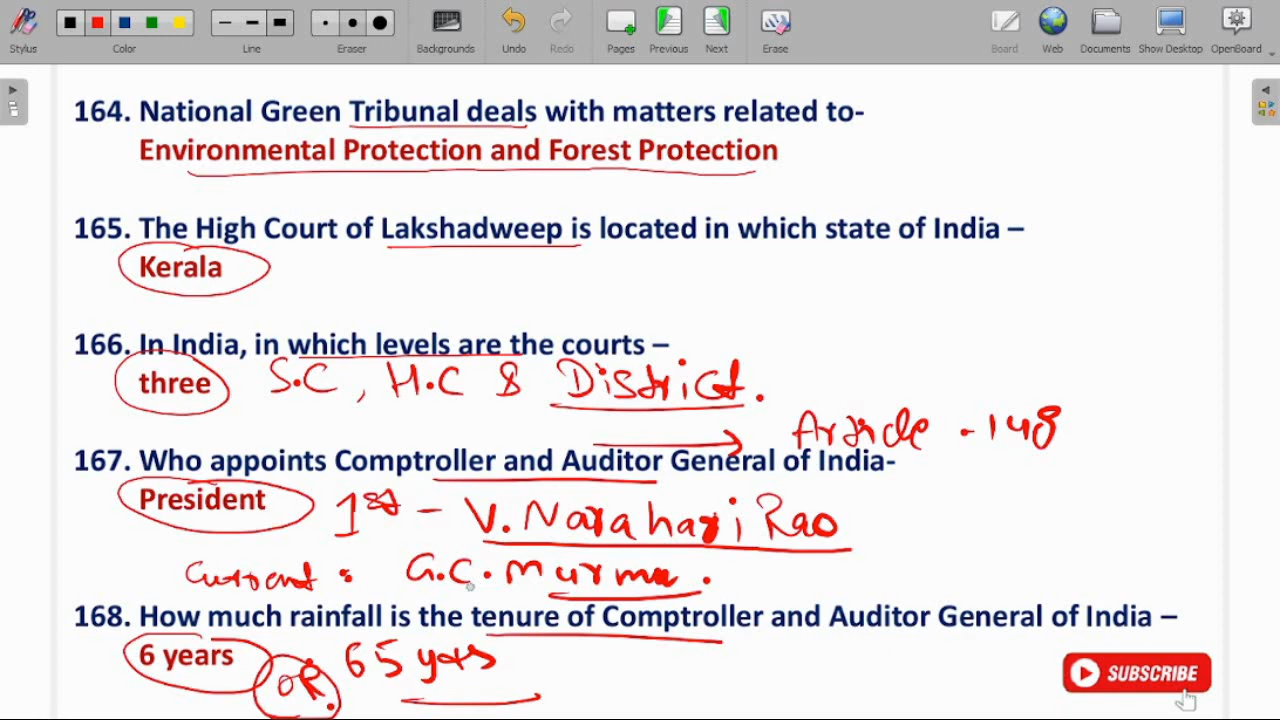 Stylus Color Line Eraser Backgrounds Undo Redo Pages Previous Next Erase Board Web Documents Show Desktop OpenBoard
164. National Green Tribunal deals with matters related to-
Environmental Protection and Forest Protection
165. The High Court of Lakshadweep is located in which state of India –
Kerala
166. In India, in which levels are the courts –
three S.C, H.C & District.
Article - 148
167. Who appoints Comptroller and Auditor General of India-
President 1st - V. Narahari Rao
Current : G.C. Murmu.
168. How much rainfall is the tenure of Comptroller and Auditor General of India –
6 years OR. 65 years
SUBSCRIBE